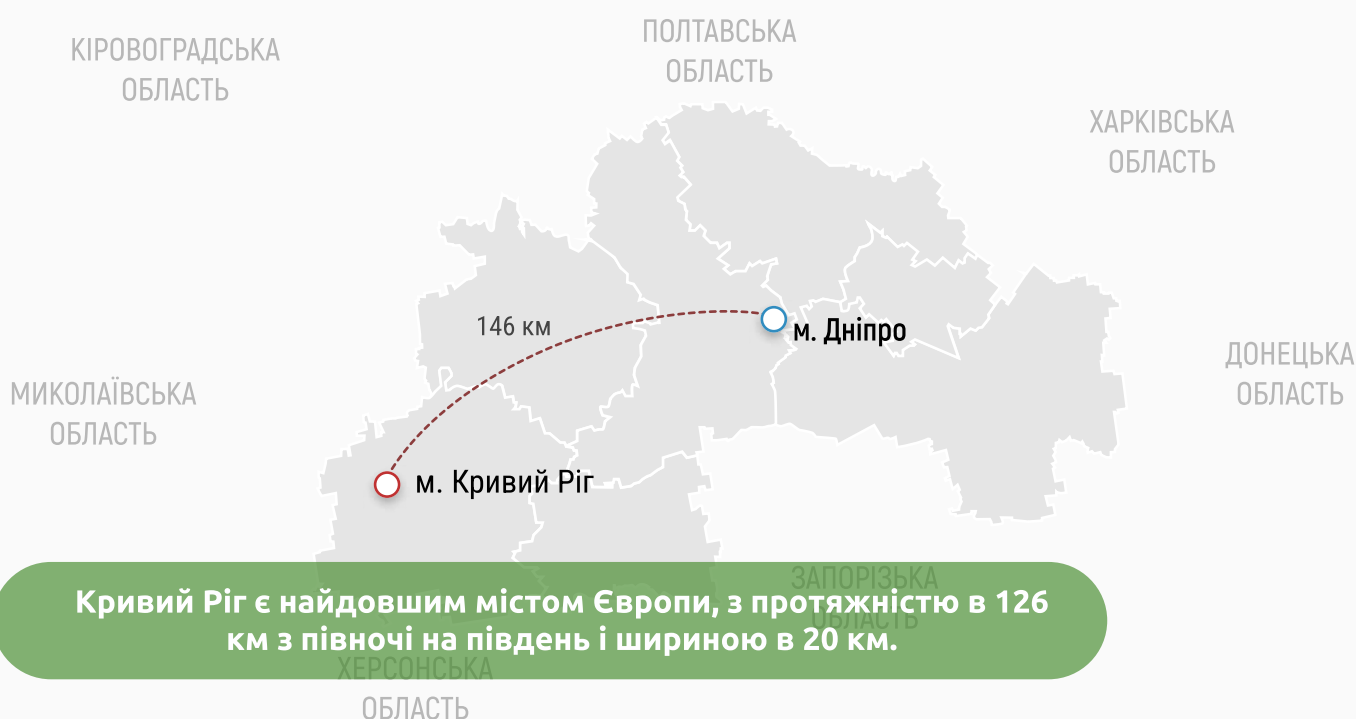 ПОЛТАВСЬКА
ОБЛАСТЬ
КІРОВОГРАДСЬКА
ОБЛАСТЬ
ХАРКІВСЬКА
ОБЛАСТЬ
146 км
м. Дніпро
ДОНЕЦЬКА
ОБЛАСТЬ
МИКОЛАЇВСЬКА
ОБЛАСТЬ
м. Кривий Ріг
ЗАПОРІЗЬКА
ОБЛАСТЬ
Кривий Ріг є найдовшим містом Європи, з протяжністю в 126
км з півночі на південь і шириною в 20 км.
ХЕРСОНСЬКА
ОБЛАСТЬ